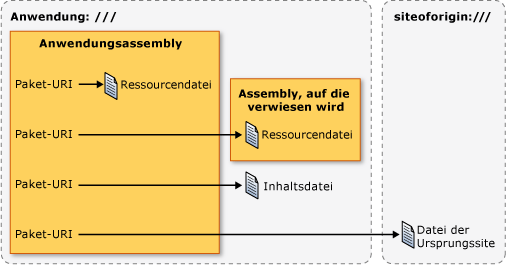 Anwendung: ///
siteoforigin:///
Anwendungsassembly
Paket-URI
Ressourcendatei
Assembly, auf die
verwiesen wird
Paket-URI
Ressourcendatei
Paket-URI
Inhaltsdatei
Paket-URI
Datei der
Ursprungssite